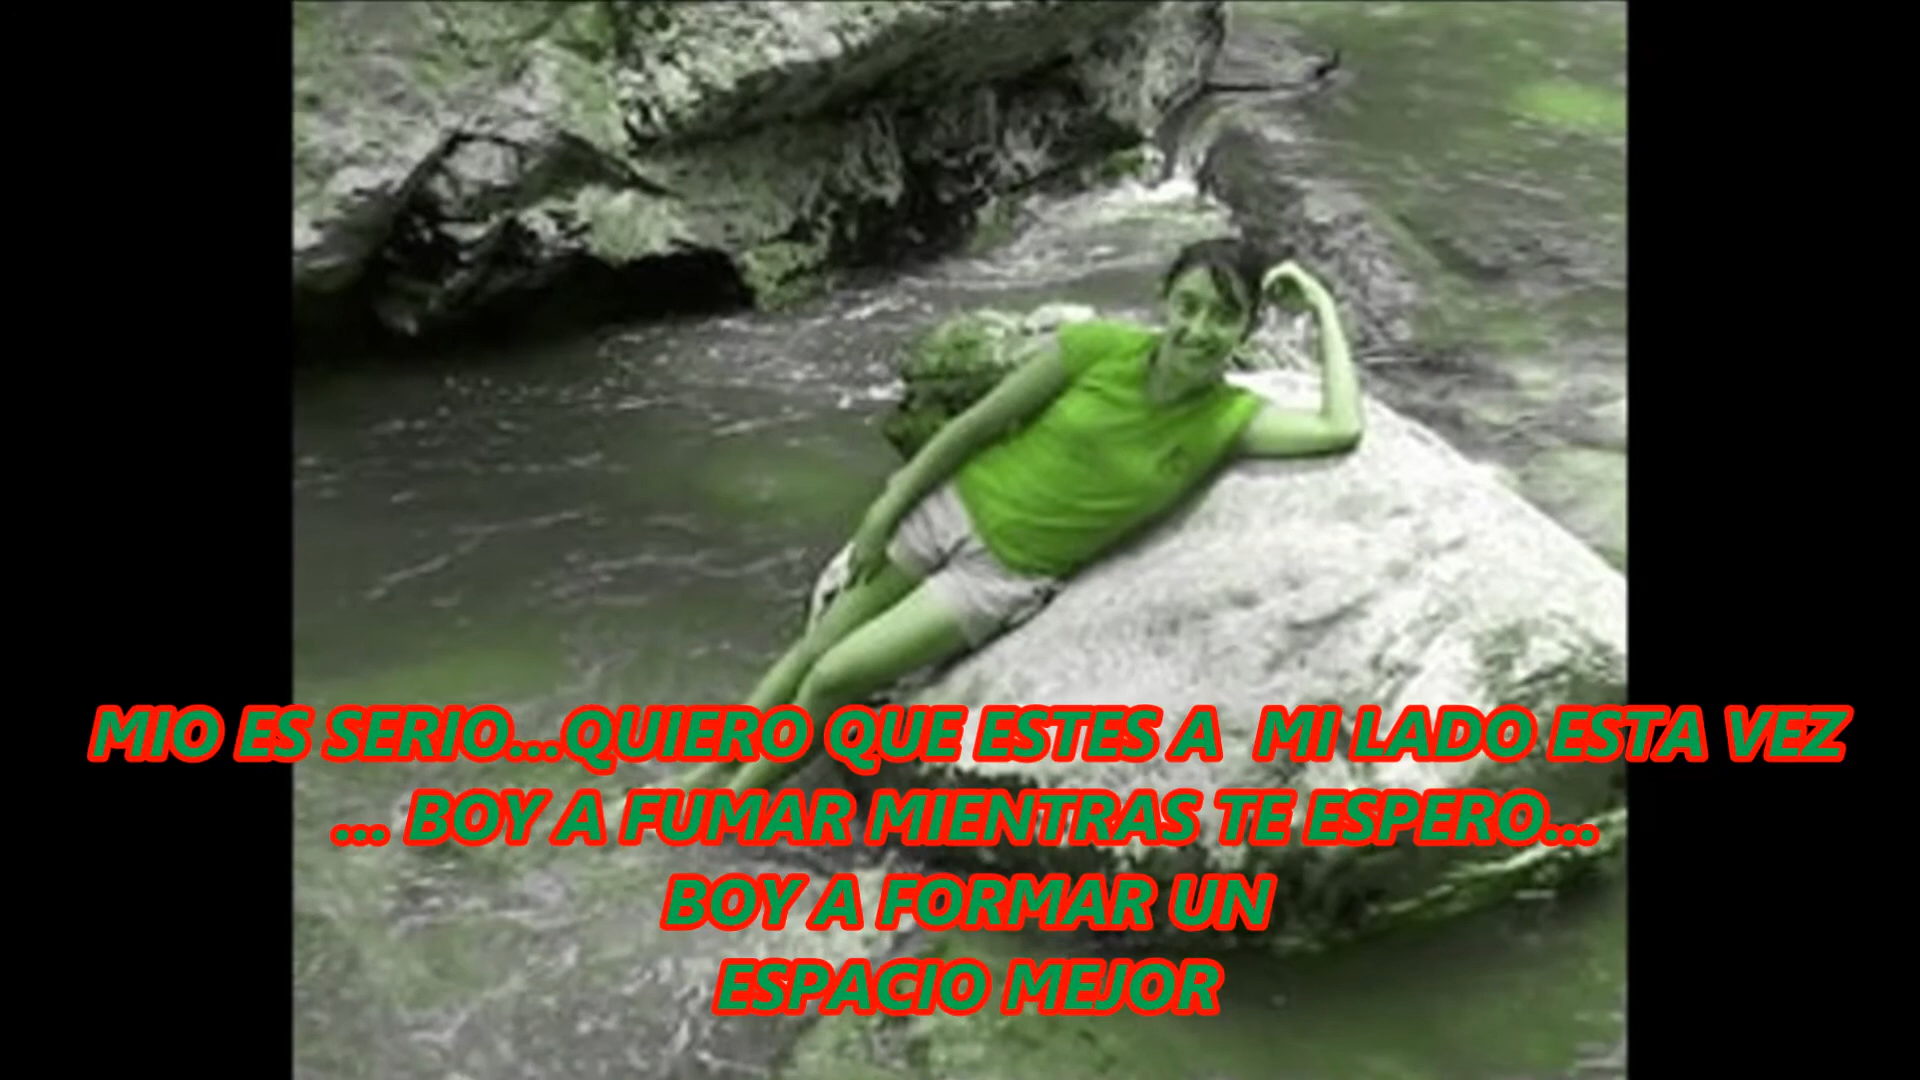 MIO ES SERIO...QUIERO QUE ESTES A  MI LADO ESTA VEZ
... BOY A FUMAR MIENTRAS TE ESPERO...
BOY A FORMAR UN
ESPACIO MEJOR